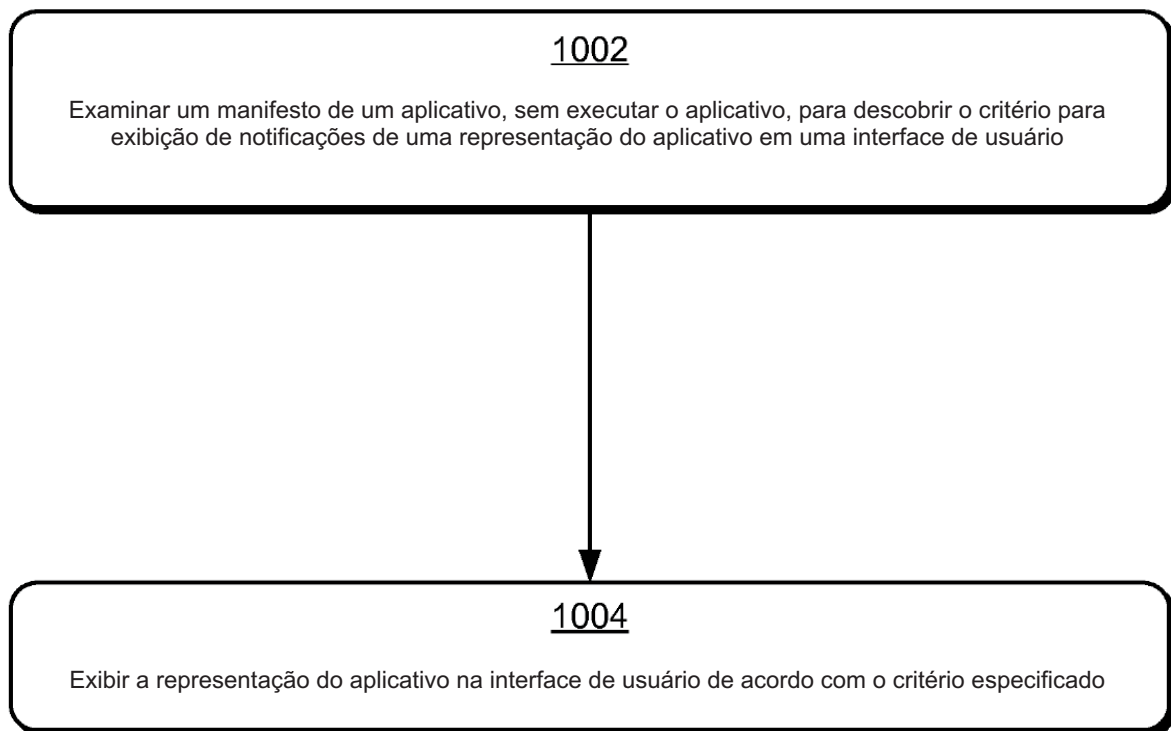 1002
Examinar um manifesto de um aplicativo, sem executar o aplicativo, para descobrir o critério para
exibição de notificações de uma representação do aplicativo em uma interface de usuário
1004
Exibir a representação do aplicativo na interface de usuário de acordo com o critério especificado